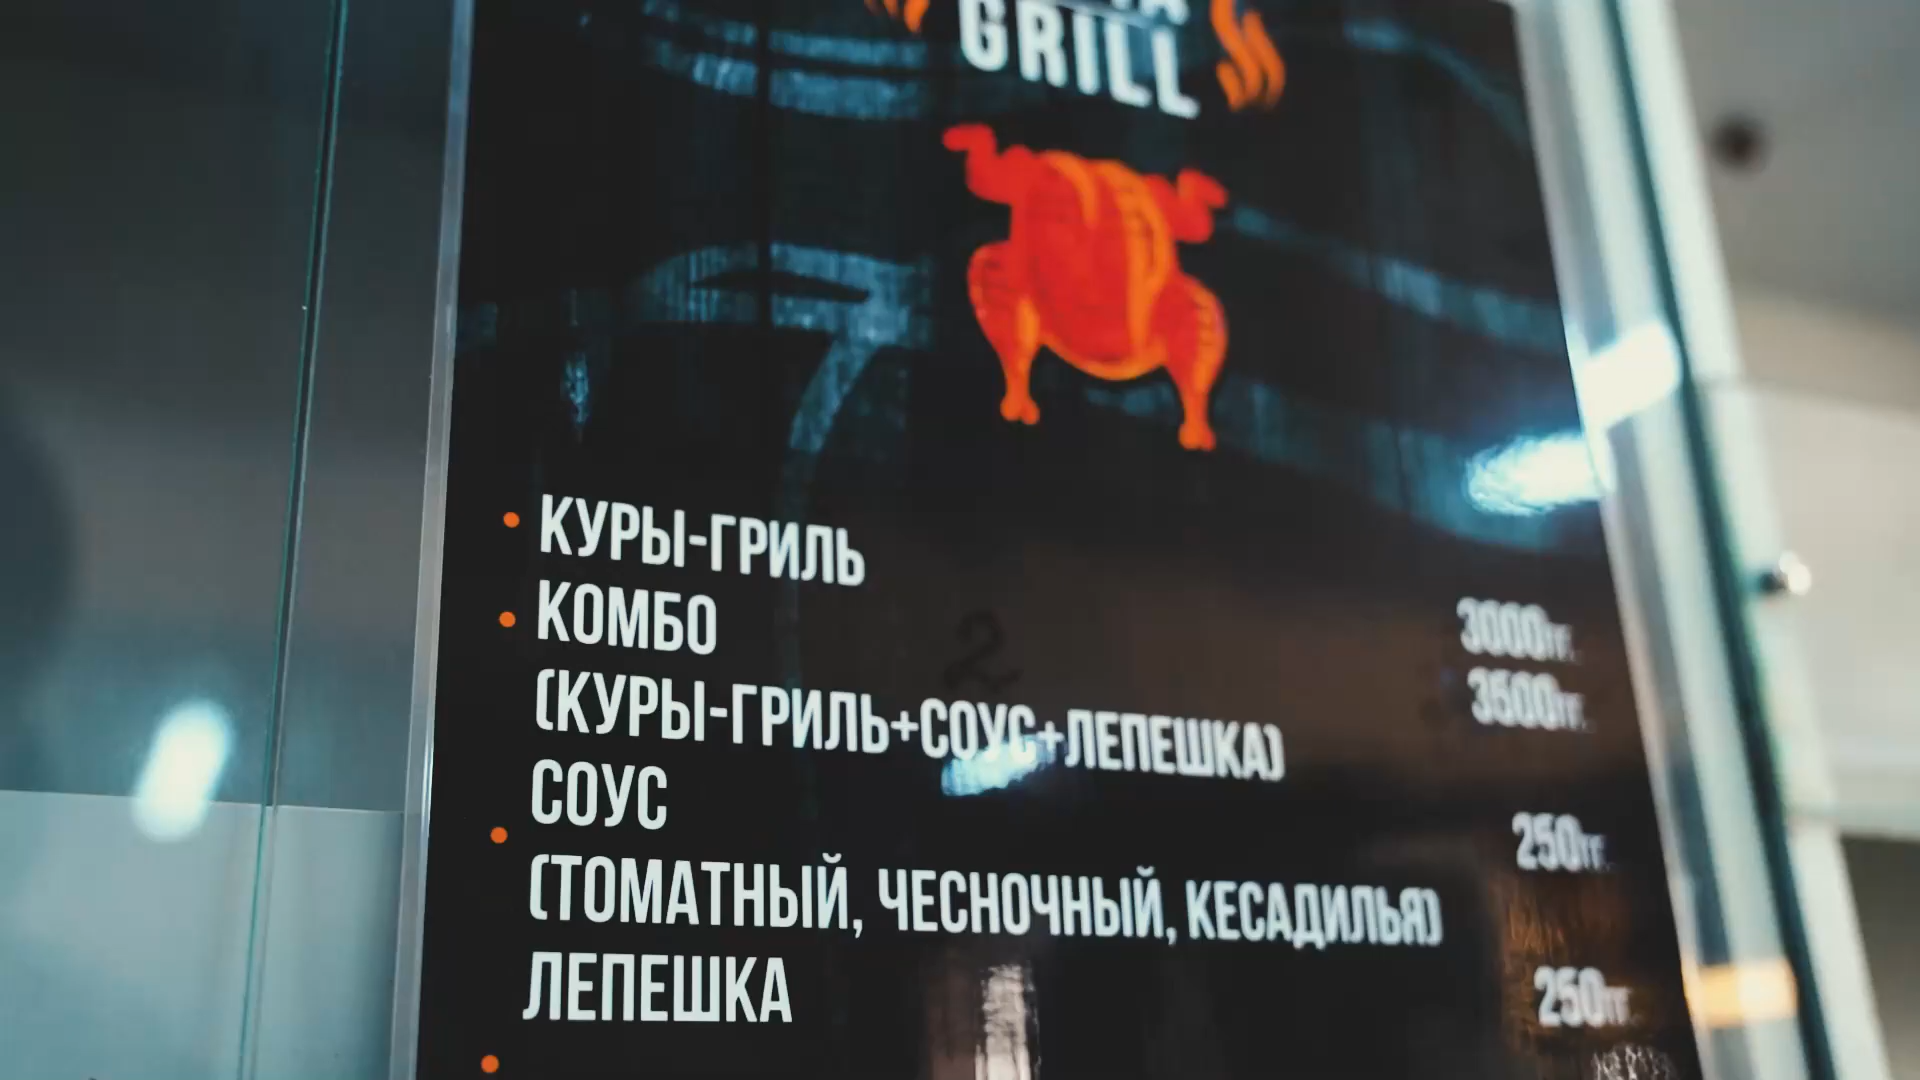 GRILL
КУРЫ-ГРИЛЬ
КОМБО 3000тг.
(КУРЫ-ГРИЛЬ+СОУС+ЛЕПЕШКА) 3500тг.
СОУС 250тг.
(ТОМАТНЫЙ, ЧЕСНОЧНЫЙ, КЕСАДИЛЬЯ)
ЛЕПЕШКА 250тг.